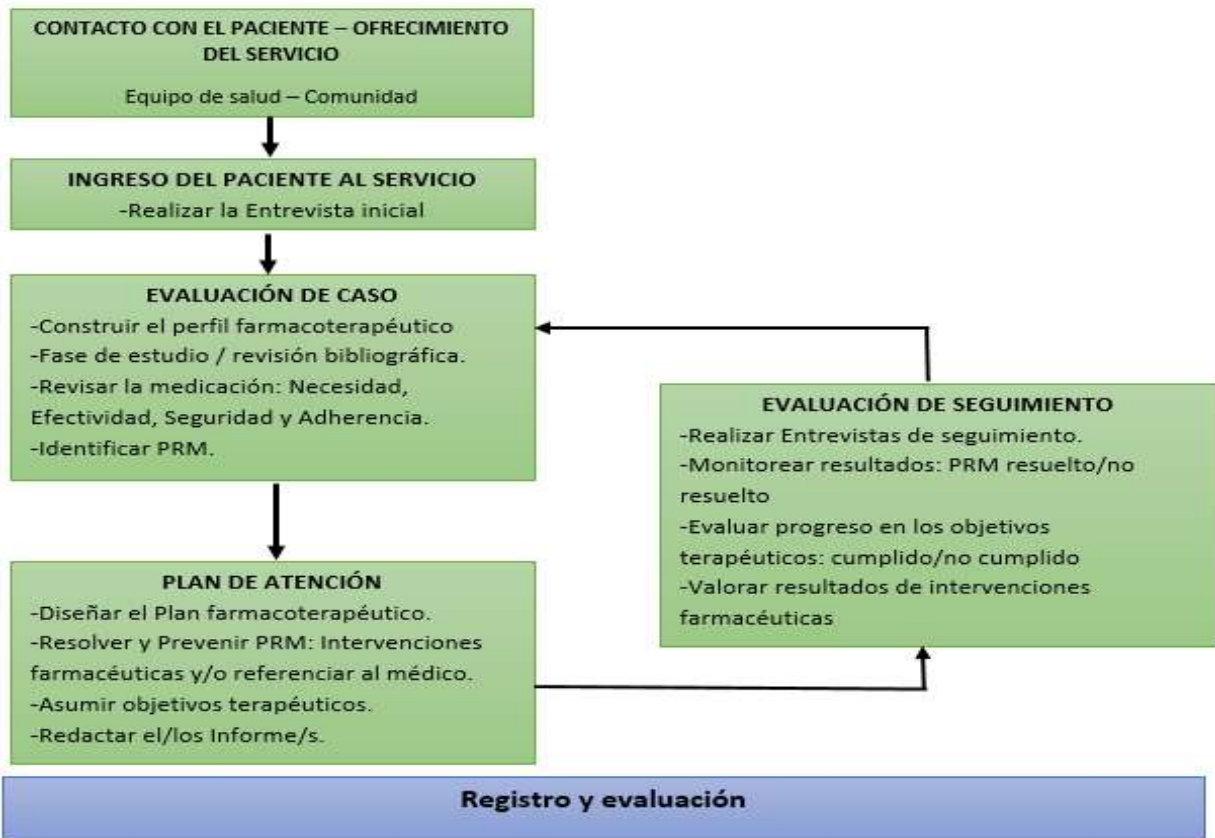 CONTACTO CON EL PACIENTE – OFRECIMIENTO
DEL SERVICIO
Equipo de salud – Comunidad
INGRESO DEL PACIENTE AL SERVICIO
-Realizar la Entrevista inicial
EVALUACIÓN DE CASO
-Construir el perfil farmacoterapéutico
-Fase de estudio / revisión bibliográfica.
-Revisar la medicación: Necesidad,
Efectividad, Seguridad y Adherencia.
-Identificar PRM.
PLAN DE ATENCIÓN
-Diseñar el Plan farmacoterapéutico.
-Resolver y Prevenir PRM: Intervenciones
farmacéuticas y/o referenciar al médico.
-Asumir objetivos terapéuticos.
-Redactar el/los Informe/s.
EVALUACIÓN DE SEGUIMIENTO
-Realizar Entrevistas de seguimiento.
-Monitorear resultados: PRM resuelto/no
resuelto
-Evaluar progreso en los objetivos
terapéuticos: cumplido/no cumplido
-Valorar resultados de intervenciones
farmacéuticas
Registro y evaluación